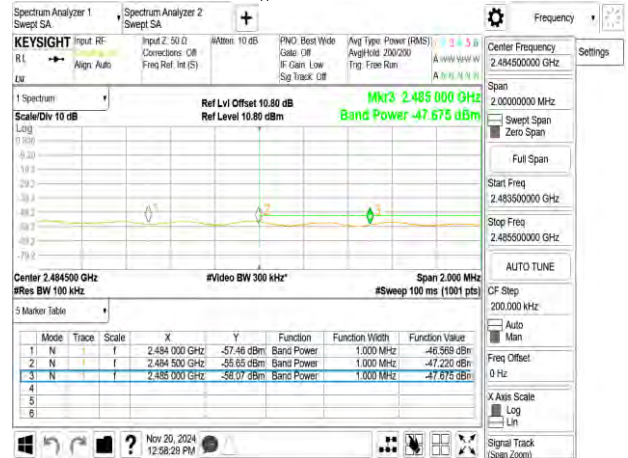 Spectrum Analyzer 1
Swept SA
Spectrum Analyzer 2
Swept SA
+
Frequency
KEYSIGHT
Input: RF
Input Z: 50 Ω
#Atten: 10 dB
PNO: Best Wide
Avg Type: Power (RMS)
RL
Corrections: Off
Gate: Off
Avg|Hold: 200/200
Align: Auto
Freq Ref: Int (S)
IF Gain: Low
Trig: Free Run
Sig Track: Off
Center Frequency
2.484500000 GHz
Settings
Span
2.00000000 MHz
Swept Span
Zero Span
Full Span
Start Freq
2.483500000 GHz
Stop Freq
2.485500000 GHz
AUTO TUNE
CF Step
200.000 kHz
Auto
Man
Freq Offset
0 Hz
X Axis Scale
Log
Lin
Signal Track
(Span Zoom)
1 Spectrum
Scale/Div 10 dB
Ref Lvl Offset 10.80 dB
Ref Level 10.80 dBm
Mkr3 2.485 000 GHz
Band Power -47.675 dBm
Log
1
2
3
Center 2.484500 GHz
#Video BW 300 kHz*
Span 2.000 MHz
#Res BW 100 kHz
#Sweep 100 ms (1001 pts)
5 Marker Table
Mode Trace Scale X Y Function Function Width Function Value
1 N 1 f 2.484 000 GHz -57.46 dBm Band Power 1.000 MHz -46.569 dBm
2 N 1 f 2.484 500 GHz -55.65 dBm Band Power 1.000 MHz -47.220 dBm
3 N 1 f 2.485 000 GHz -58.07 dBm Band Power 1.000 MHz -47.675 dBm
4
5
6
?
Nov 20, 2024
12:58:29 PM